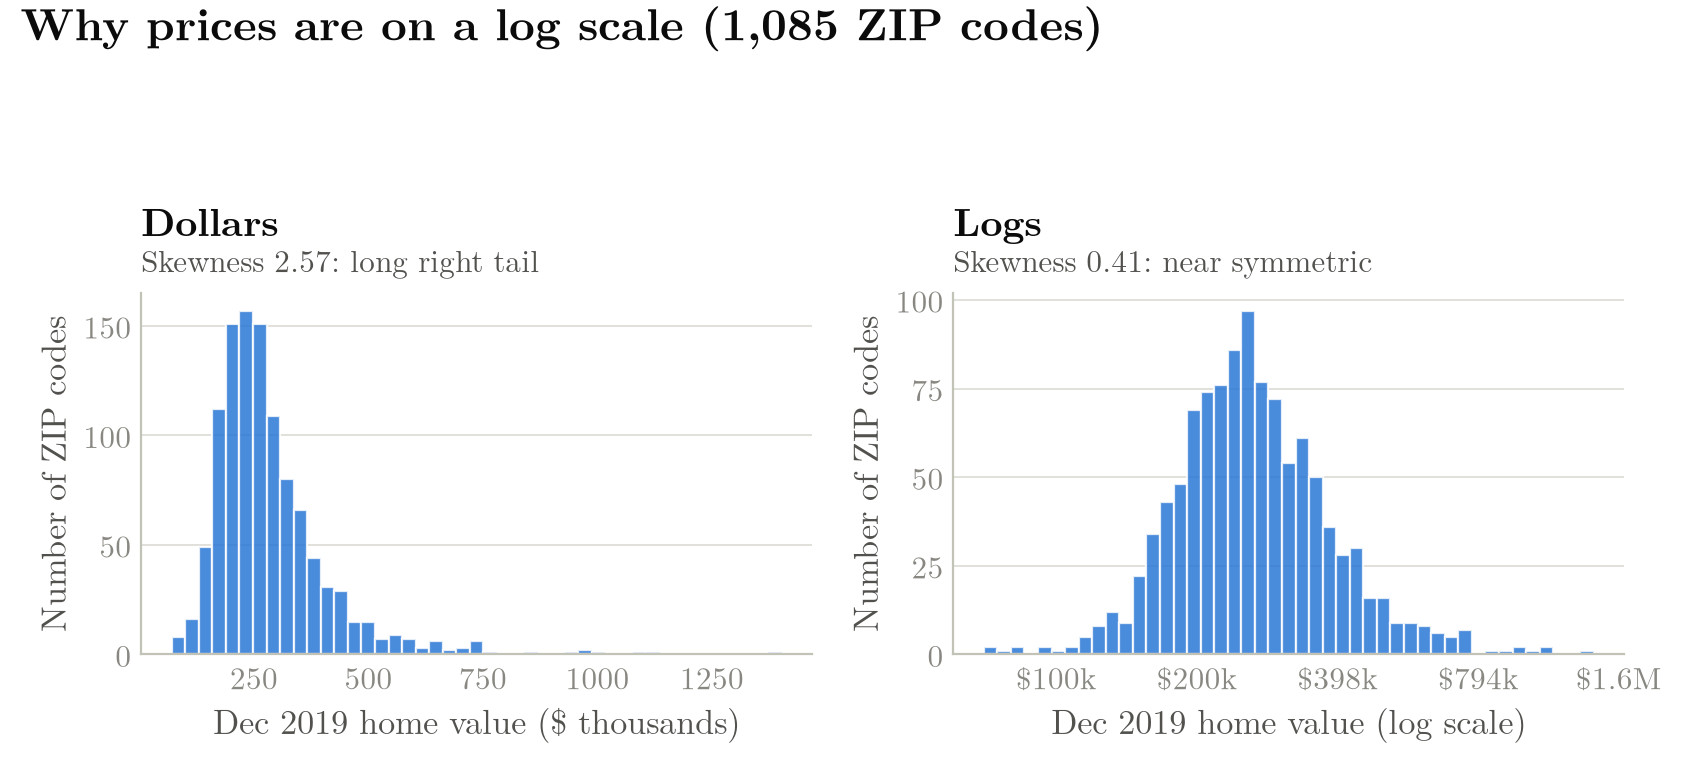 Why prices are on a log scale (1,085 ZIP codes)
Dollars
Skewness 2.57: long right tail
Number of ZIP codes
150
100
50
0
250 500 750 1000 1250
Dec 2019 home value ($ thousands)
Logs
Skewness 0.41: near symmetric
Number of ZIP codes
100
75
50
25
0
$100k $200k $398k $794k $1.6M
Dec 2019 home value (log scale)